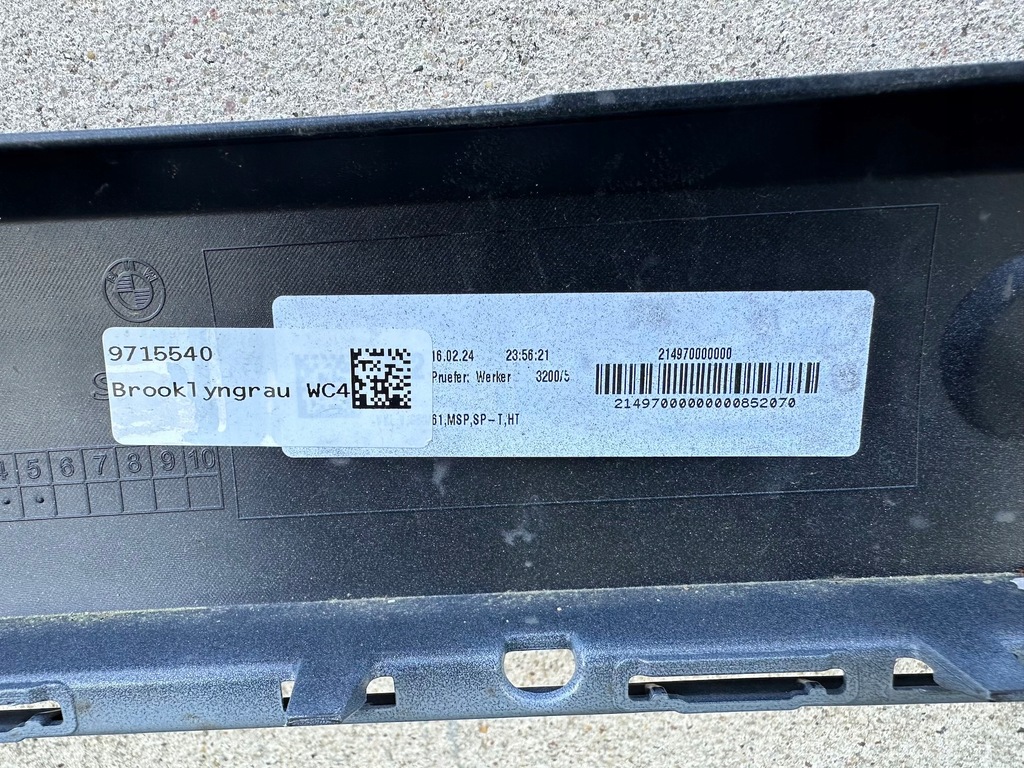 9715540
Brooklyngrau WC4
16.02.24 23:56:21
Pruefer: Werker 3200/5
61,MSP,SP-T,HT
214970000000
21497000000000852070
4 5 6 7 8 9 10